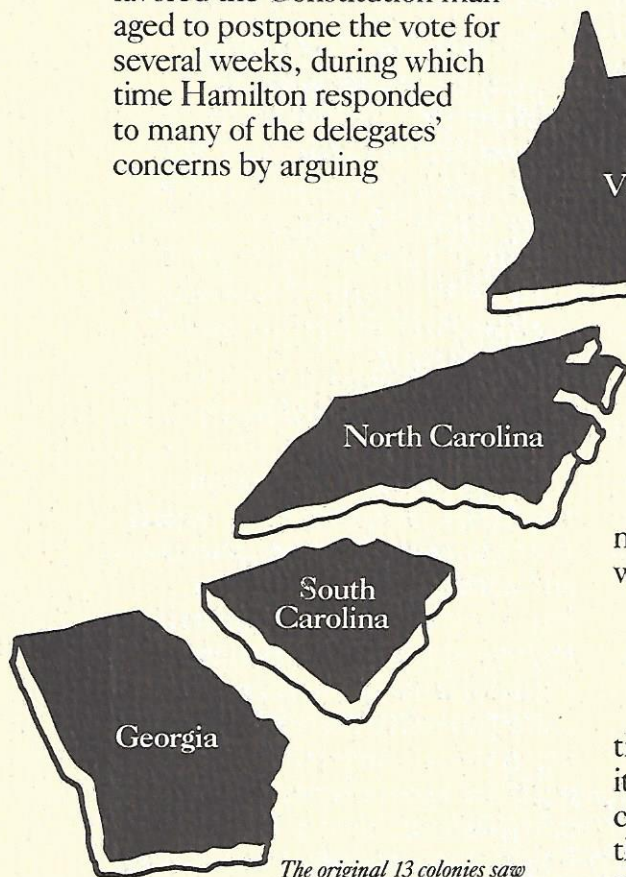 aged to postpone the vote for
several weeks, during which
time Hamilton responded
to many of the delegates'
concerns by arguing
V
North Carolina
South
Carolina
Georgia
The original 13 colonies saw